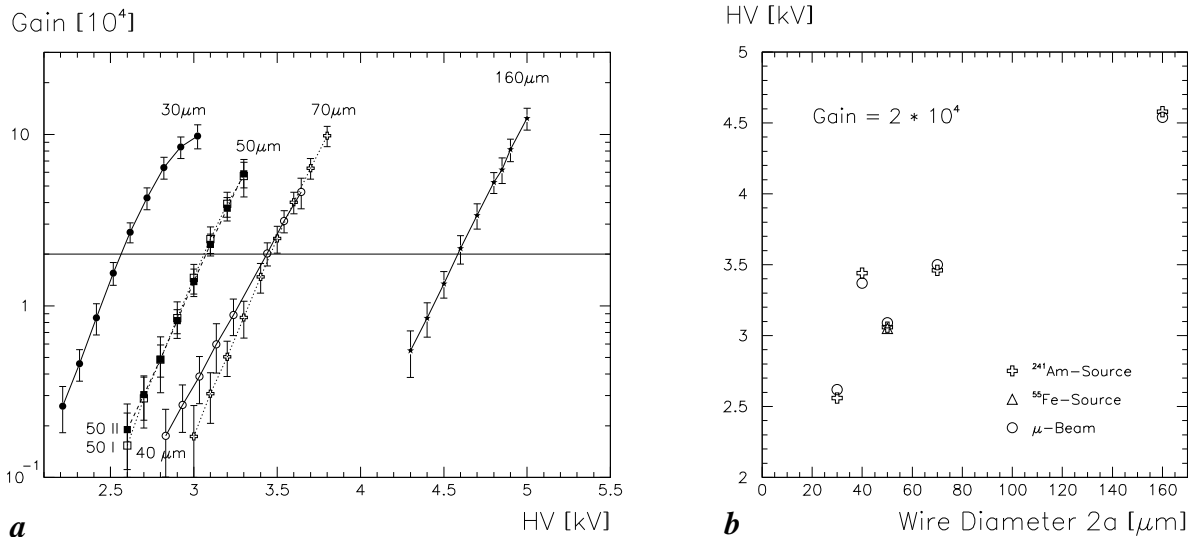 Gain [10⁴]
160μm
30μm
70μm
10
50μm
1
50 II
50 I
40 μm
10⁻¹
2.5 3 3.5 4 4.5 5 5.5
HV [kV]
a
HV [kV]
5
Gain = 2 * 10⁴
4.5
4
3.5
3
²⁴¹Am-Source
⁵⁵Fe-Source
2.5
μ-Beam
2
0 20 40 60 80 100 120 140 160
Wire Diameter 2a [μm]
b